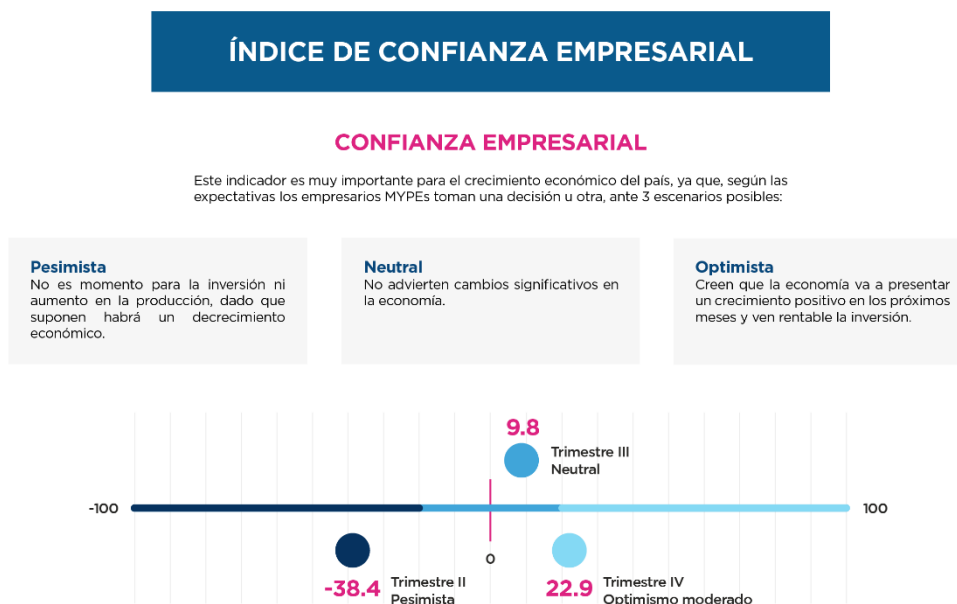 ÍNDICE DE CONFIANZA EMPRESARIAL
CONFIANZA EMPRESARIAL
Este indicador es muy importante para el crecimiento económico del país, ya que, según las
expectativas los empresarios MYPEs toman una decisión u otra, ante 3 escenarios posibles:
Pesimista
No es momento para la inversión ni
aumento en la producción, dado que
suponen habrá un decrecimiento
económico.
Neutral
No advierten cambios significativos en
la economía.
Optimista
Creen que la economía va a presentar
un crecimiento positivo en los próximos
meses y ven rentable la inversión.
9.8
Trimestre III
Neutral
-100
100
0
-38.4
Trimestre II
Pesimista
22.9
Trimestre IV
Optimismo moderado